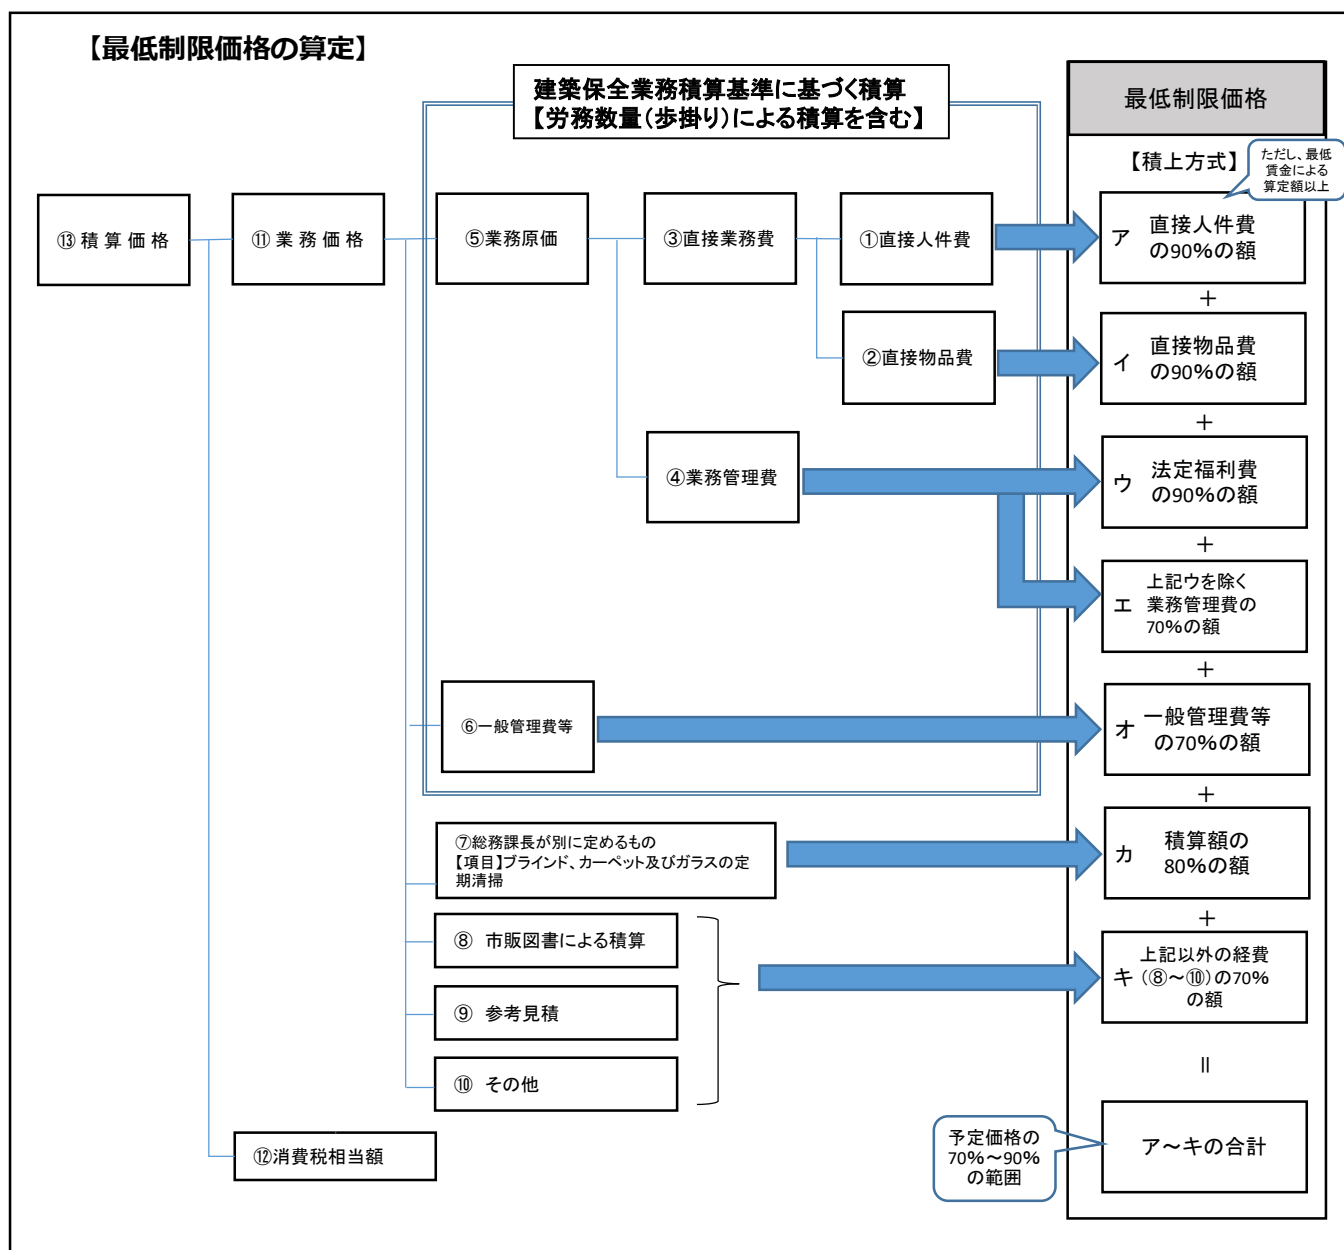 【最低制限価格の算定】
建築保全業務積算基準に基づく積算
【労務数量（歩掛り）による積算を含む】
最低制限価格
【積上方式】
ただし、最低
賃金による
算定額以上
⑬積算価格
⑪業務価格
⑤業務原価
③直接業務費
①直接人件費
ア
直接人件費
の90％の額
＋
②直接物品費
イ
直接物品費
の90％の額
＋
④業務管理費
ウ
法定福利費
の90％の額
＋
エ
上記ウを除く
業務管理費の
70％の額
＋
⑥一般管理費等
オ
一般管理費等
の70％の額
＋
⑦総務課長が別に定めるもの
【項目】ブラインド、カーペット及びガラスの定
期清掃
カ
積算額の
80％の額
＋
⑧ 市販図書による積算
⑨ 参考見積
⑩ その他
キ
上記以外の経費
（⑧～⑩）の70％
の額
＝
⑫消費税相当額
予定価格の
70％～90％
の範囲
ア～キの合計